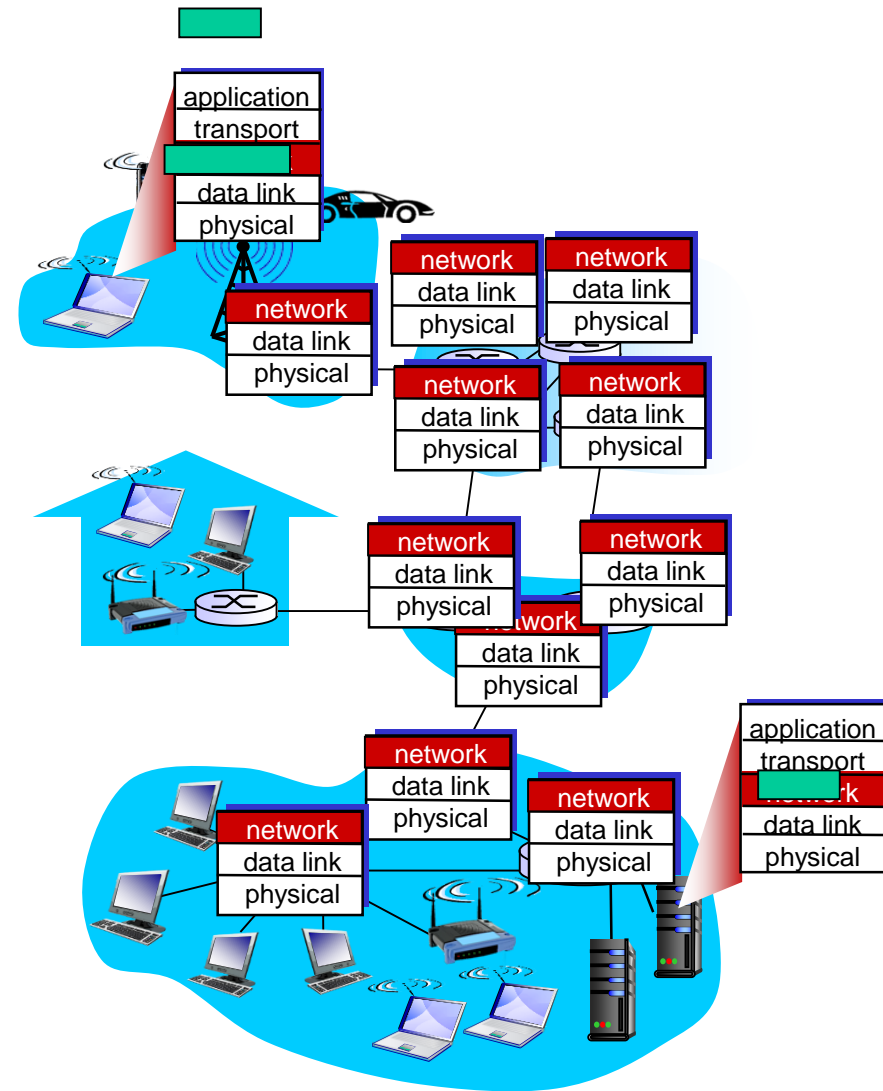 application
transport
data link
physical
network
data link
physical
network
data link
physical
network
data link
physical
network
data link
physical
network
data link
physical
network
data link
physical
network
data link
physical
network
data link
physical
application
transport
network
data link
physical
network
data link
physical
network
data link
physical
network
data link
physical